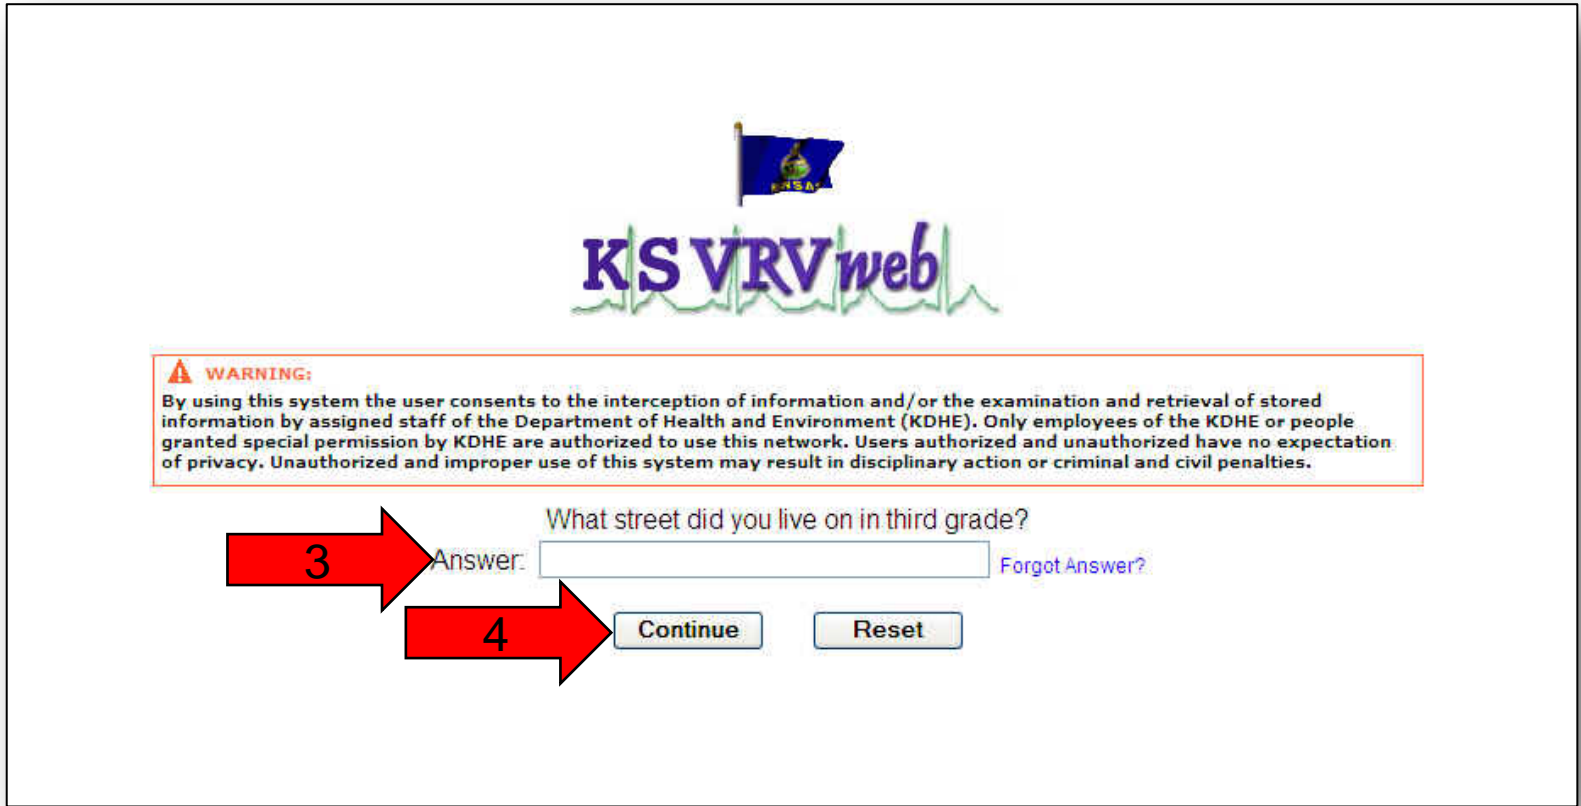 KS VRV web
WARNING:
By using this system the user consents to the interception of information and/or the examination and retrieval of stored
information by assigned staff of the Department of Health and Environment (KDHE). Only employees of the KDHE or people
granted special permission by KDHE are authorized to use this network. Users authorized and unauthorized have no expectation
of privacy. Unauthorized and improper use of this system may result in disciplinary action or criminal and civil penalties.
What street did you live on in third grade?
3 Answer: Forgot Answer?
4 Continue Reset